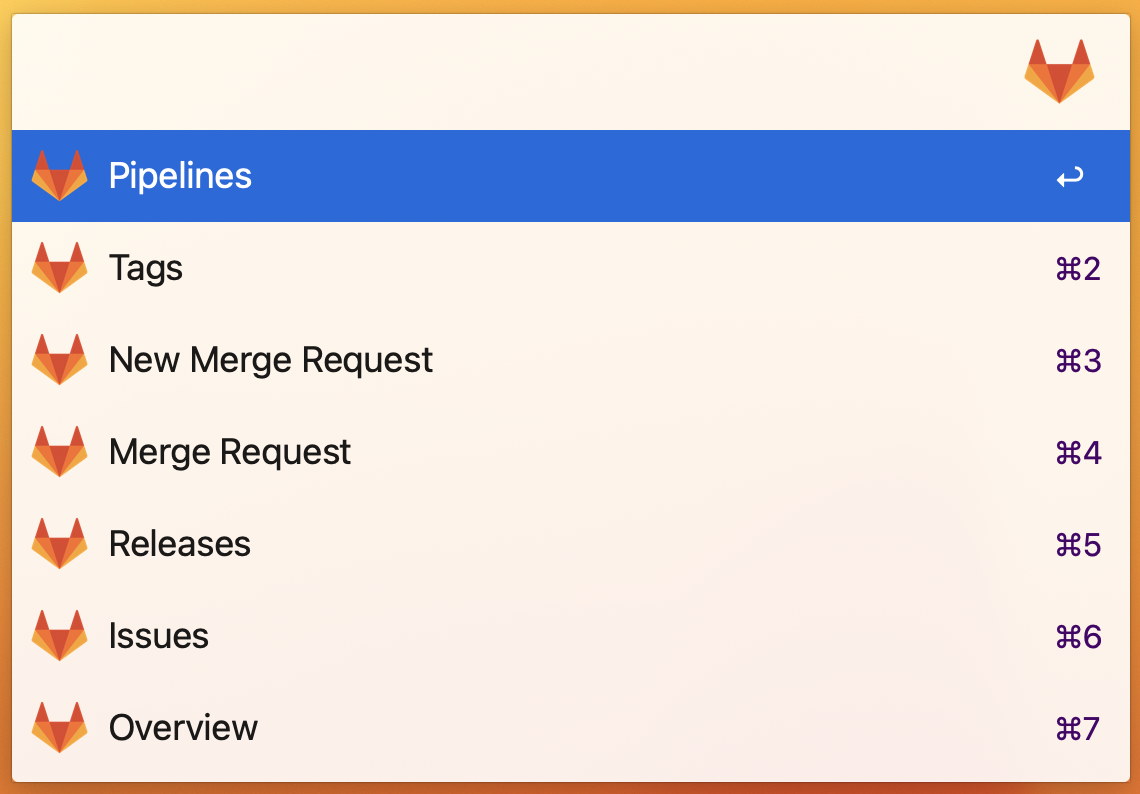 Pipelines ↩
Tags ⌘2
New Merge Request ⌘3
Merge Request ⌘4
Releases ⌘5
Issues ⌘6
Overview ⌘7